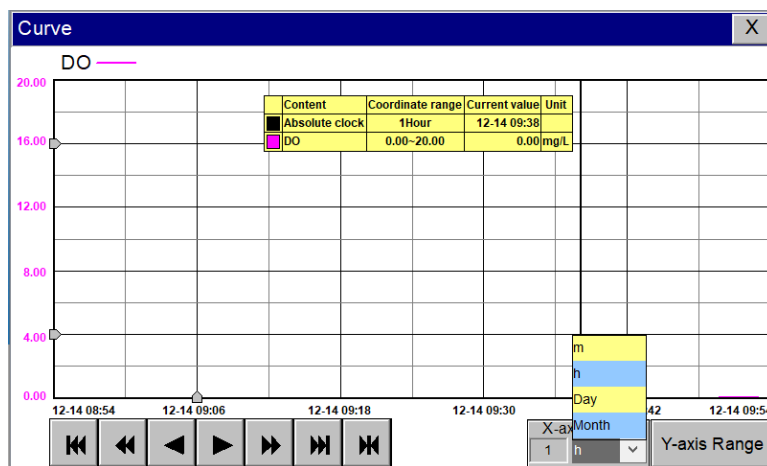 Curve X
DO
20.00
Content Coordinate range Current value Unit
Absolute clock 1Hour 12-14 09:38
DO 0.00~20.00 0.00 mg/L
16.00
12.00
8.00
4.00
m
h
Day
Month
0.00
12-14 08:54 12-14 09:06 12-14 09:18 12-14 09:30 42 12-14 09:54
X-ax
1 h
Y-axis Range